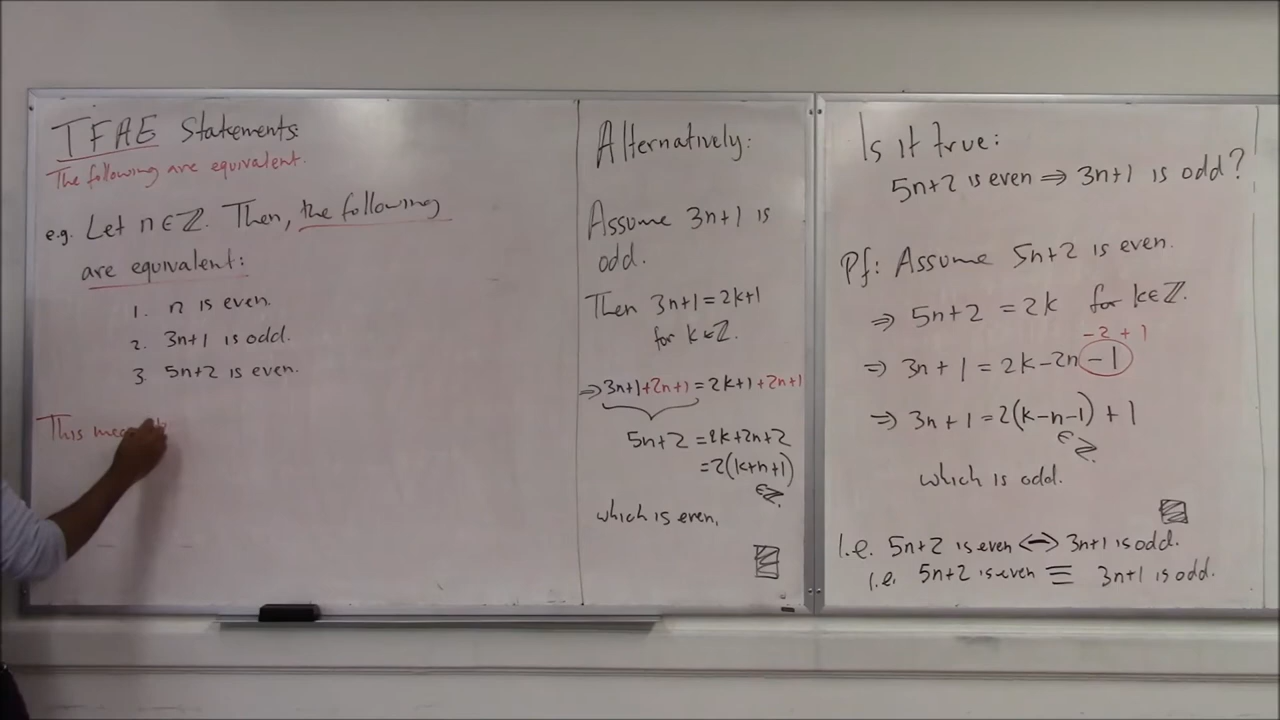 TFAE Statements:
The following are equivalent.
e.g. Let n∈ℤ. Then, the following
are equivalent:
1. n is even.
2. 3n+1 is odd.
3. 5n+2 is even.
This
Alternatively:
Assume 3n+1 is
odd.
Then 3n+1=2k+1
for k∈ℤ.
⇒ 3n+1+2n+1=2k+1+2n+1
5n+2 = 2k+2n+2
=2(k+n+1)
∈ℤ.
which is even.
Is it true:
5n+2 is even ⇒ 3n+1 is odd?
Pf: Assume 5n+2 is even.
⇒ 5n+2 = 2k for k∈ℤ.
-2 + 1
⇒ 3n+1 = 2k-2n-1
⇒ 3n+1 = 2(k-n-1) + 1
∈ℤ.
which is odd.
I.e. 5n+2 is even ↔ 3n+1 is odd.
i.e. 5n+2 is even ≡ 3n+1 is odd.